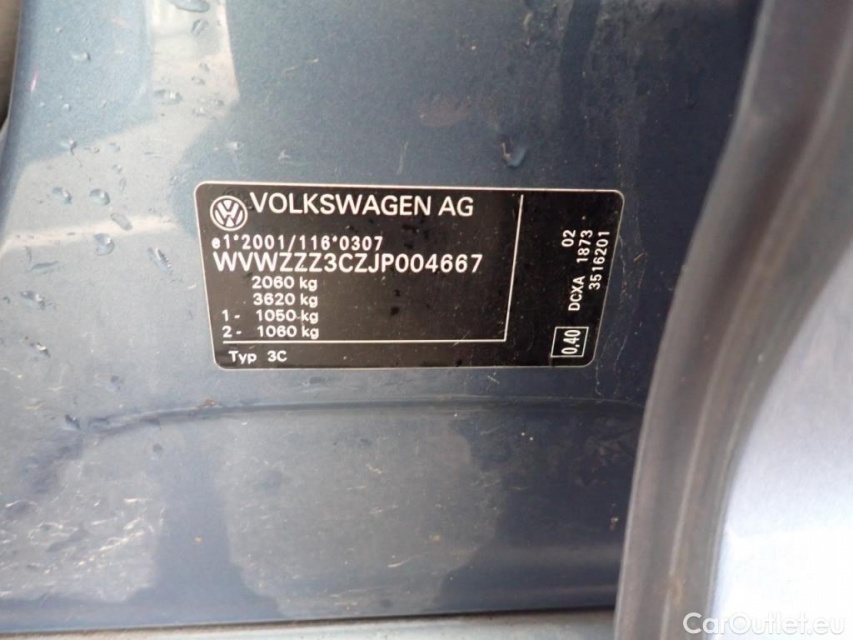 VOLKSWAGEN AG
e1*2001/116*0307
WVWZZZ3CZJP004667
2060 kg
3620 kg
1- 1050 kg
2- 1060 kg
Typ 3C
02
DCXA 1873
3516201
0,40
CarOutlet.eu